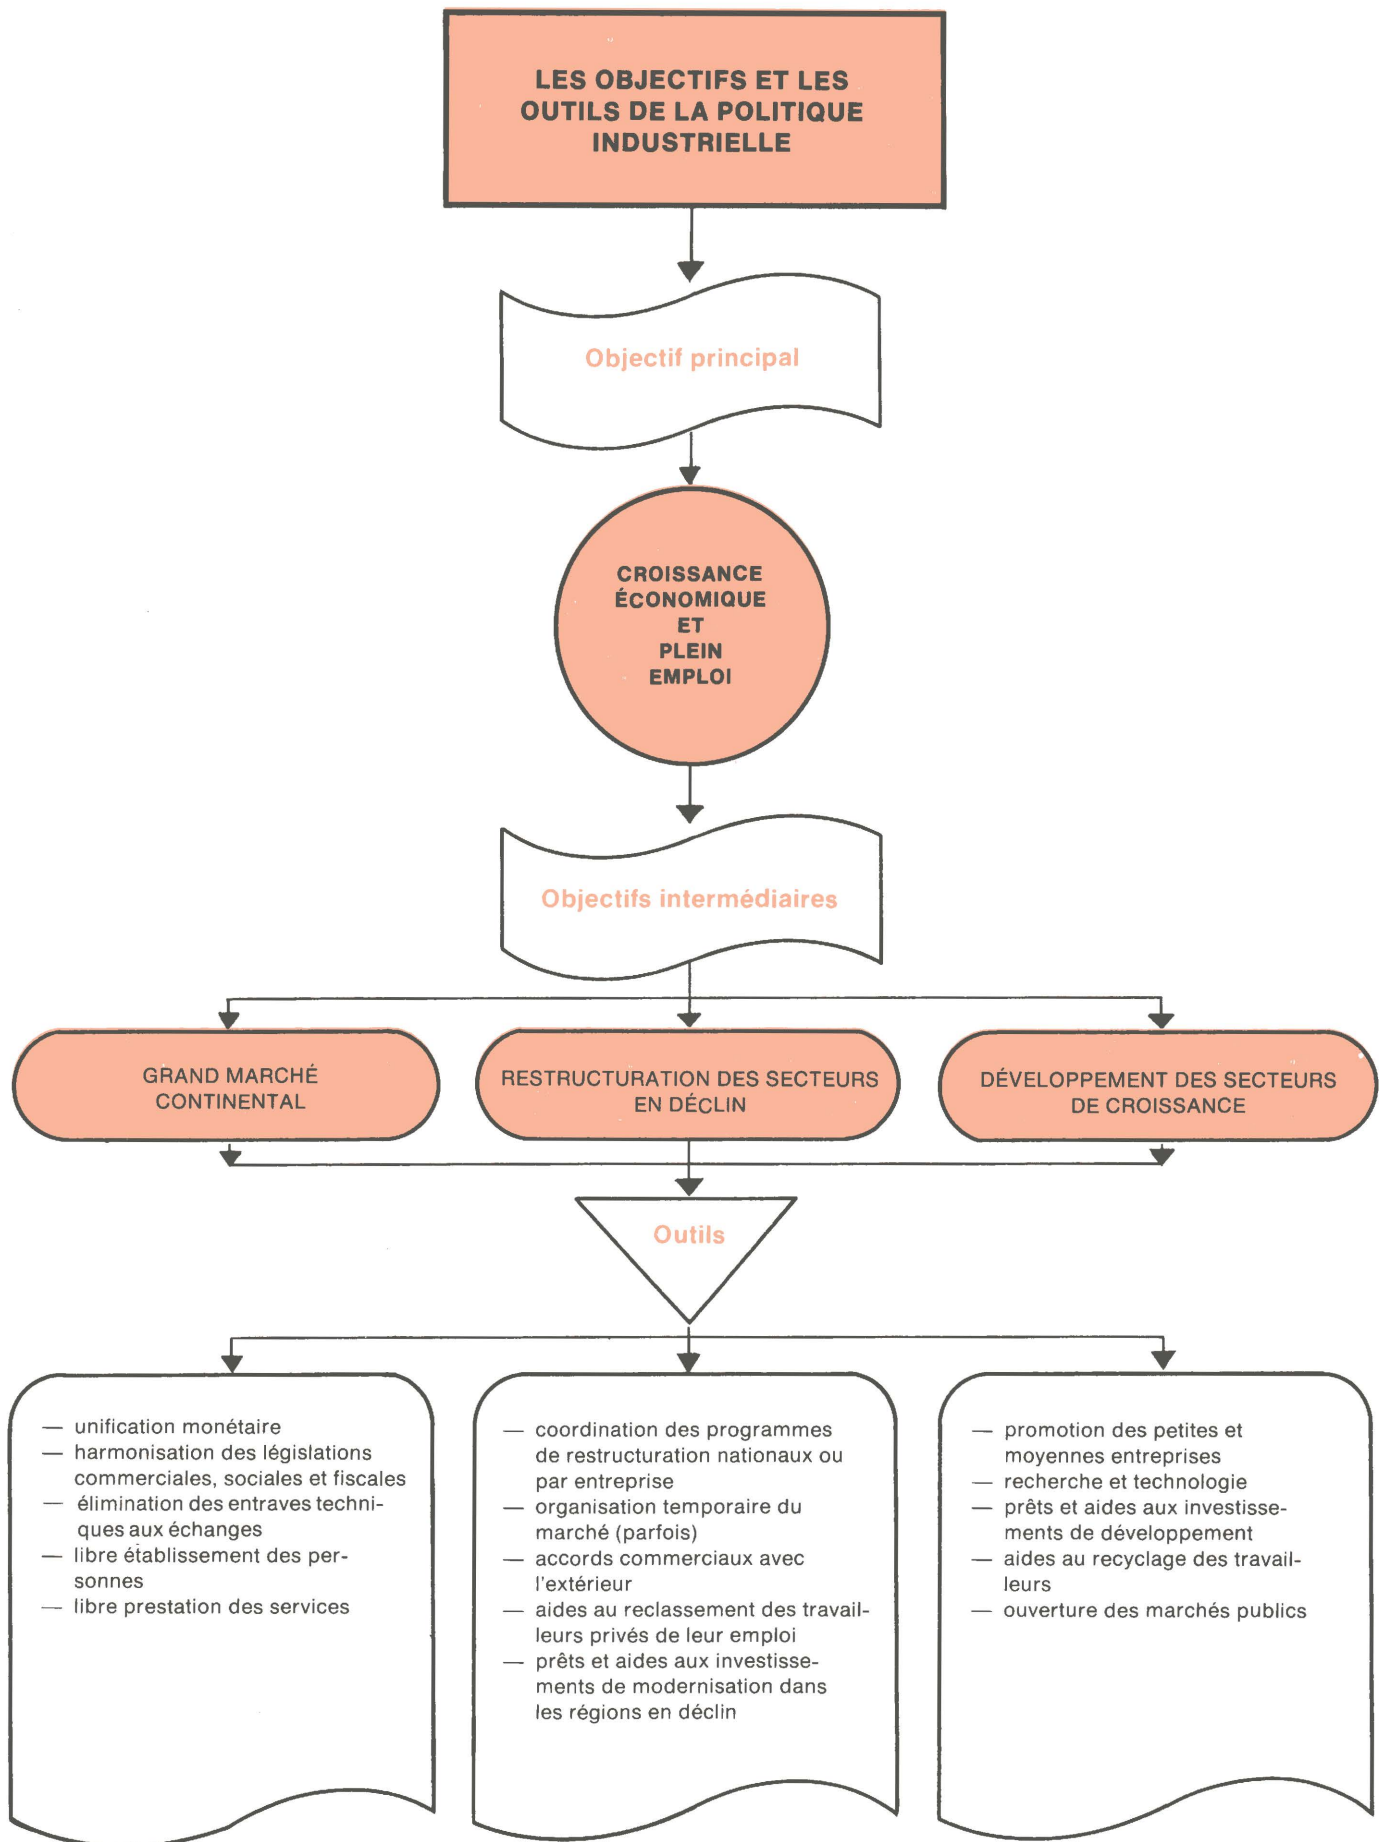 LES OBJECTIFS ET LES
OUTILS DE LA POLITIQUE
INDUSTRIELLE
Objectif principal
CROISSANCE
ÉCONOMIQUE
ET
PLEIN
EMPLOI
Objectifs intermédiaires
GRAND MARCHÉ
CONTINENTAL
RESTRUCTURATION DES SECTEURS
EN DÉCLIN
DÉVELOPPEMENT DES SECTEURS
DE CROISSANCE
Outils
— unification monétaire
— harmonisation des législations
commerciales, sociales et fiscales
— élimination des entraves techni-
ques aux échanges
— libre établissement des per-
sonnes
— libre prestation des services
— coordination des programmes
de restructuration nationaux ou
par entreprise
— organisation temporaire du
marché (parfois)
— accords commerciaux avec
l'extérieur
— aides au reclassement des travail-
leurs privés de leur emploi
— prêts et aides aux investisse-
ments de modernisation dans
les régions en déclin
— promotion des petites et
moyennes entreprises
— recherche et technologie
— prêts et aides aux investisse-
ments de développement
— aides au recyclage des travail-
leurs
— ouverture des marchés publics